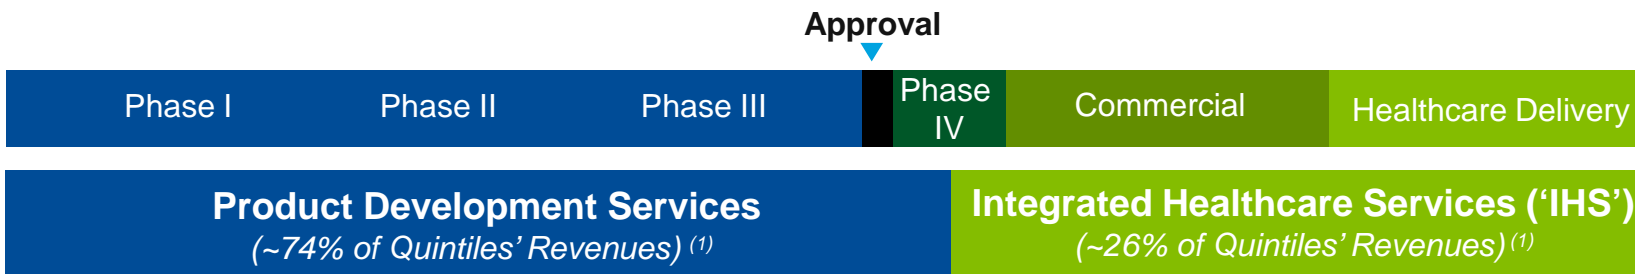 Approval
Phase I Phase II Phase III Phase IV Commercial Healthcare Delivery
Product Development Services
(~74% of Quintiles’ Revenues) (1)
Integrated Healthcare Services (‘IHS’)
(~26% of Quintiles’ Revenues) (1)